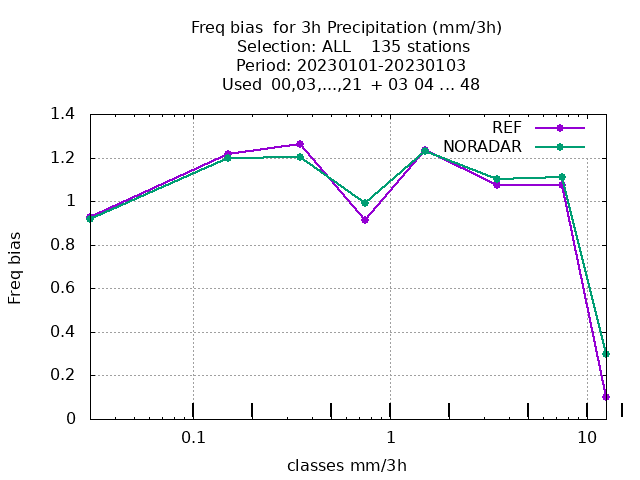 Freq bias  for 3h Precipitation (mm/3h)
Selection: ALL    135 stations
Period: 20230101-20230103
Used  00,03,...,21  + 03 04 ... 48
REF
NORADAR
1.4
1.2
1
0.8
0.6
0.4
0.2
0
Freq bias
0.1
1
10
classes mm/3h